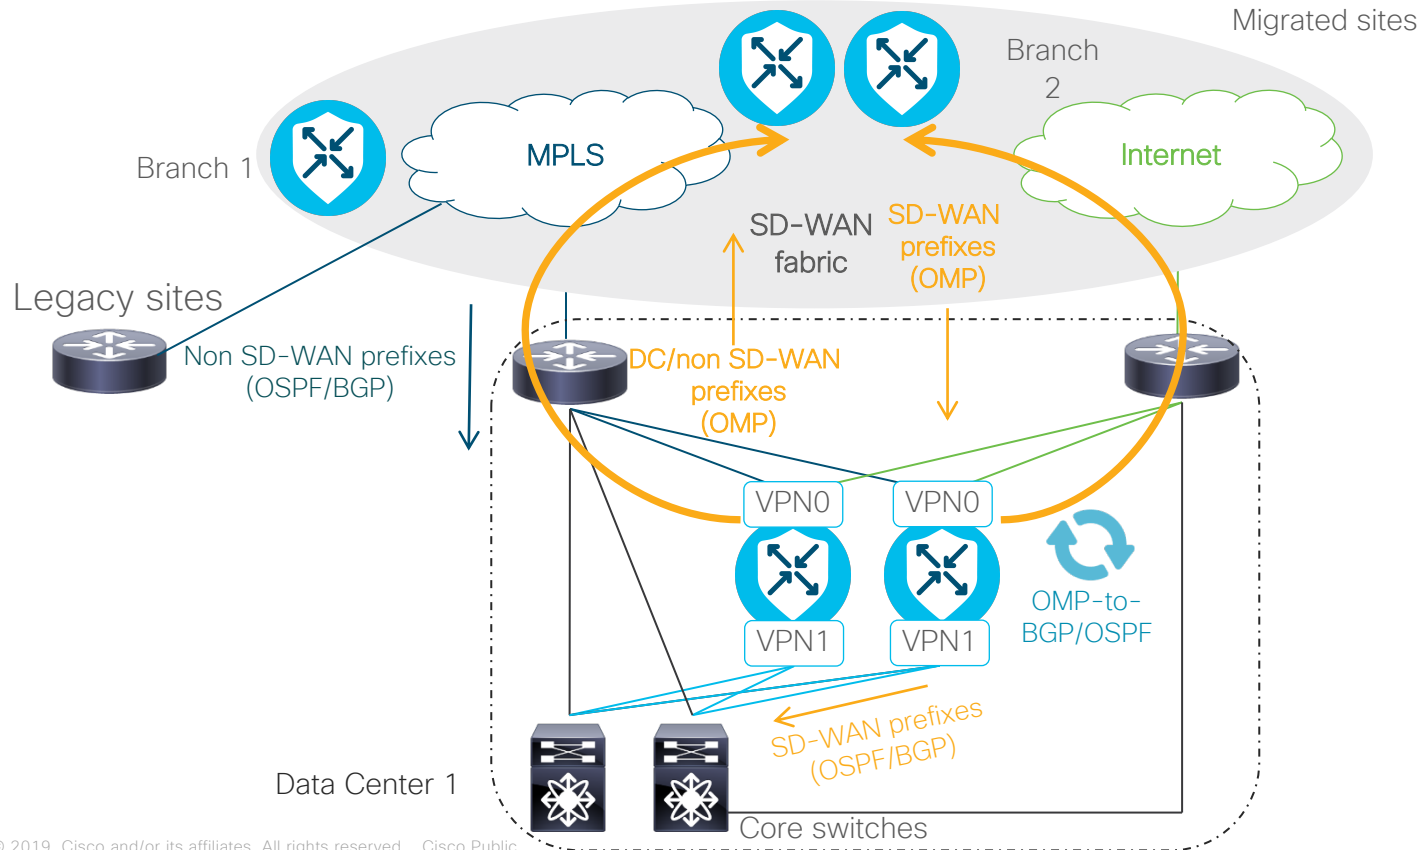 Migrated sites
Branch
2
Branch 1
MPLS
Internet
SD-WAN
fabric
SD-WAN
prefixes
(OMP)
Legacy sites
Non SD-WAN prefixes
(OSPF/BGP)
DC/non SD-WAN
prefixes
(OMP)
VPN0
VPN0
OMP-to-
BGP/OSPF
VPN1
VPN1
SD-WAN prefixes
(OSPF/BGP)
Data Center 1
Core switches
© 2019 Cisco and/or its affiliates. All rights reserved. Cisco Public